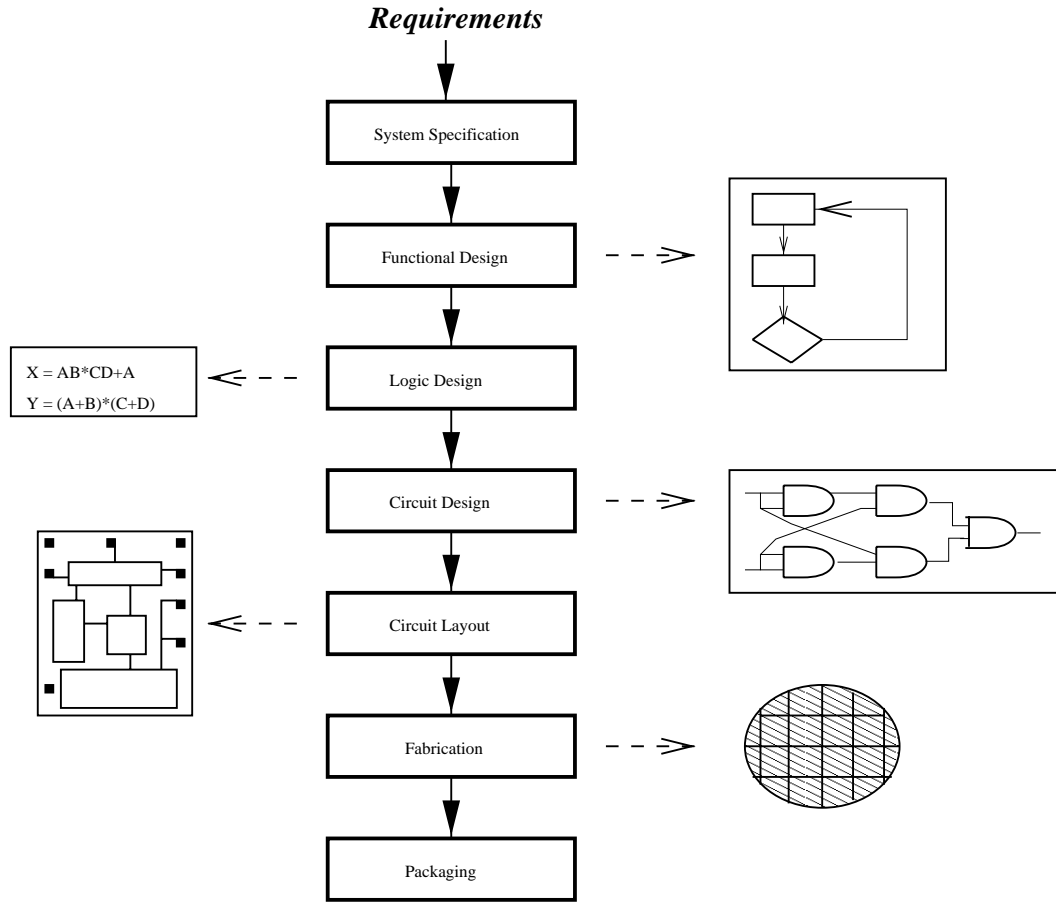 Requirements
System Specification
Functional Design
Logic Design
X = AB*CD+A
Y = (A+B)*(C+D)
Circuit Design
Circuit Layout
Fabrication
Packaging